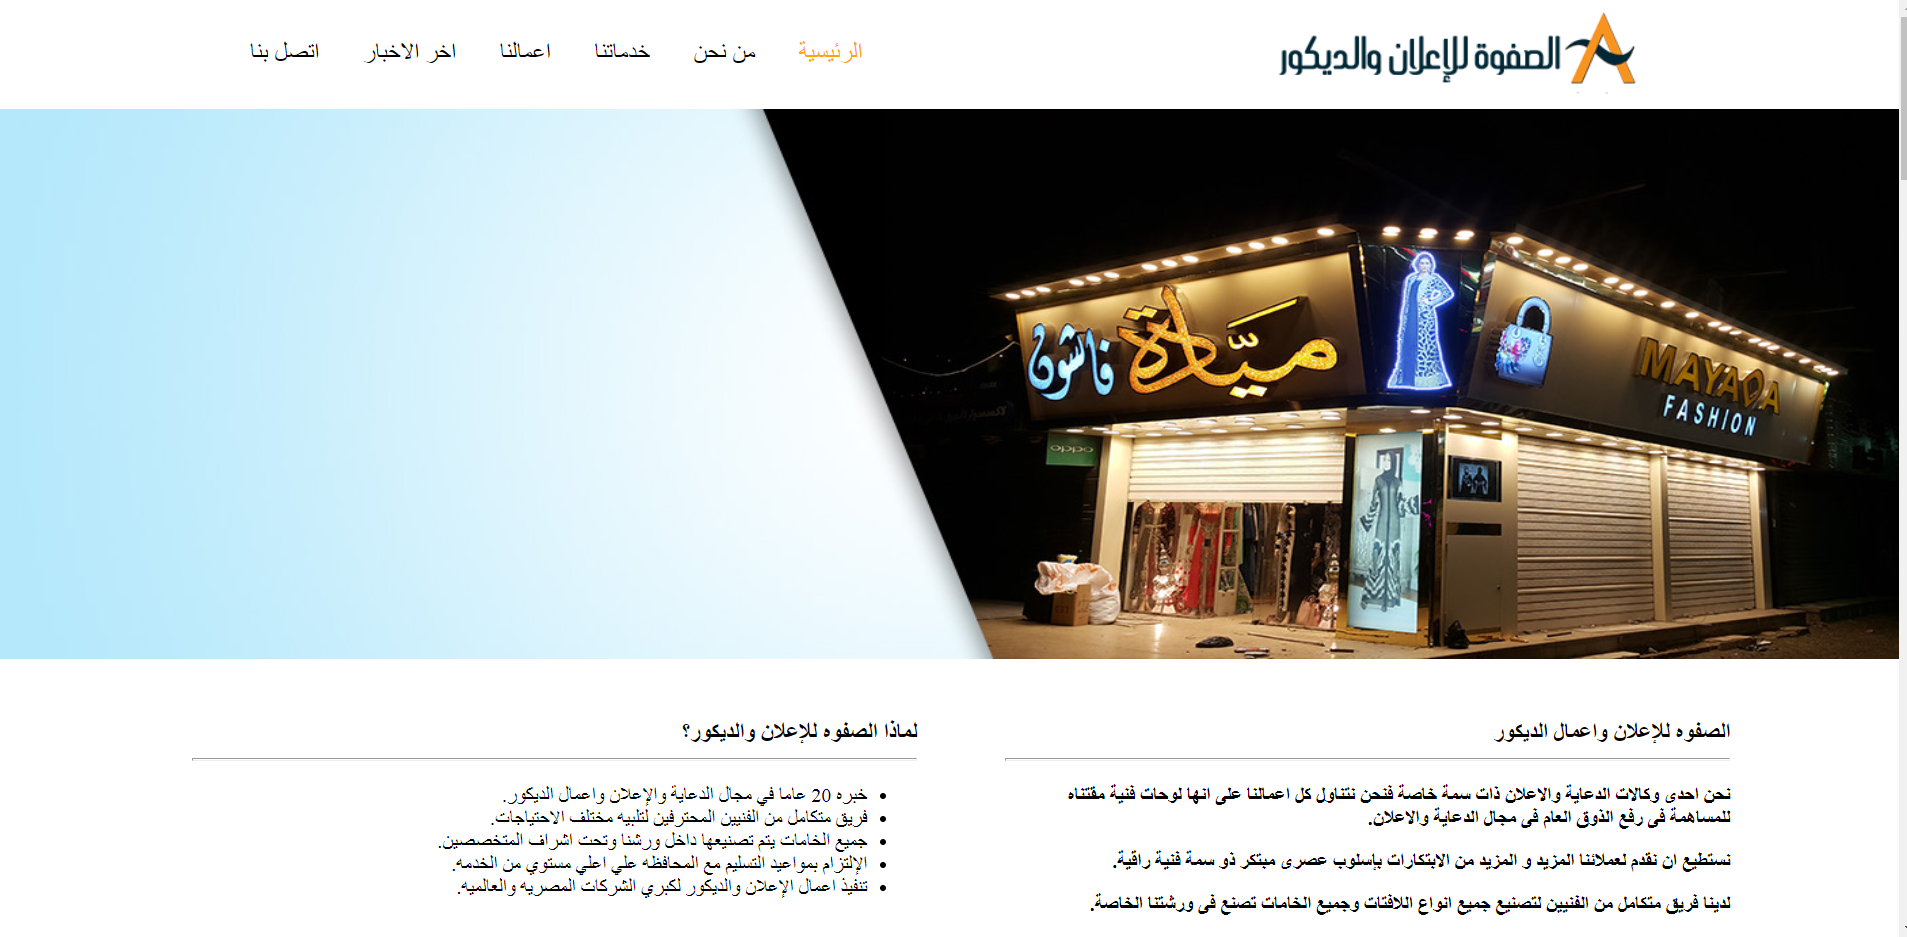 الصفوة للإعلان والديكور
الرئيسية
من نحن
خدماتنا
اعمالنا
اخر الاخبار
اتصل بنا
ميّادة فاشون
MAYADA
FASHION
oppo
الصفوه للإعلان واعمال الديكور
نحن احدى وكالات الدعاية والاعلان ذات سمة خاصة فنحن نتناول كل اعمالنا على انها لوحات فنية مقتناه
للمساهمة فى رفع الذوق العام فى مجال الدعاية والاعلان.
نستطيع ان نقدم لعملائنا المزيد و المزيد من الابتكارات بإسلوب عصرى مبتكر ذو سمة فنية راقية.
لدينا فريق متكامل من الفنيين لتصنيع جميع انواع اللافتات وجميع الخامات تصنع فى ورشتنا الخاصة.
لماذا الصفوه للإعلان والديكور؟
خبره 20 عاما في مجال الدعاية والإعلان واعمال الديكور.
فريق متكامل من الفنيين المحترفين لتلبيه مختلف الاحتياجات.
جميع الخامات يتم تصنيعها داخل ورشنا وتحت اشراف المتخصصين.
الإلتزام بمواعيد التسليم مع المحافظه علي اعلي مستوي من الخدمه.
تنفيذ اعمال الإعلان والديكور لكبري الشركات المصريه والعالميه.